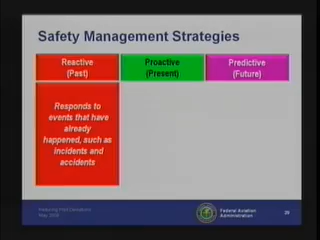 Safety Management Strategies
Reactive
(Past)
Proactive
(Present)
Predictive
(Future)
Responds to
events that have
already
happened, such as
incidents and
accidents
Federal Aviation
Administration